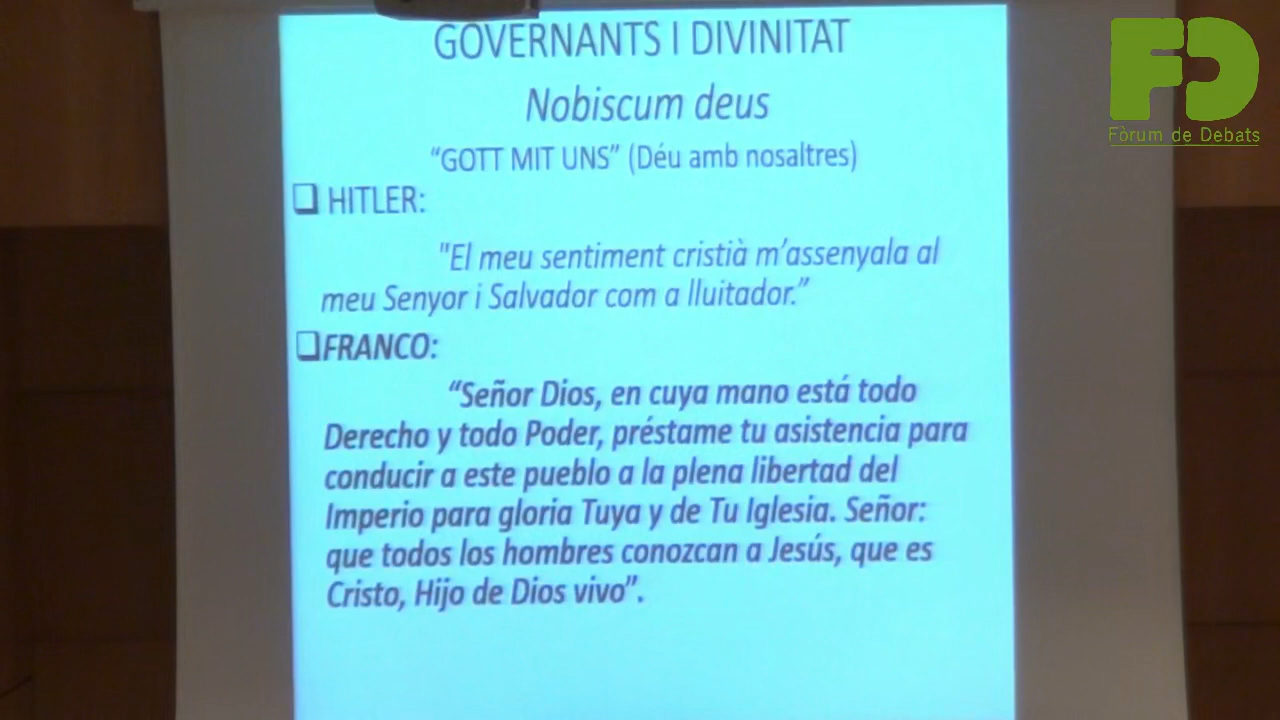 GOVERNANTS I DIVINITAT
Nobiscum deus
“GOTT MIT UNS” (Déu amb nosaltres)
❑ HITLER:
"El meu sentiment cristià m’assenyala al
meu Senyor i Salvador com a lluitador.”
❑FRANCO:
“Señor Dios, en cuya mano está todo
Derecho y todo Poder, préstame tu asistencia para
conducir a este pueblo a la plena libertad del
Imperio para gloria Tuya y de Tu Iglesia. Señor:
que todos los hombres conozcan a Jesús, que es
Cristo, Hijo de Dios vivo”.
FD
Fòrum de Debats